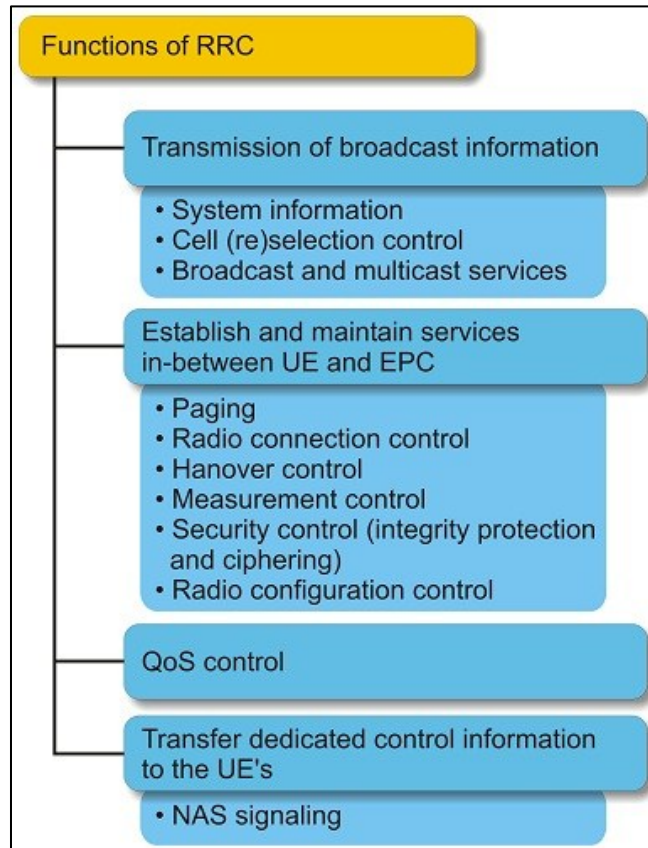 Functions of RRC
Transmission of broadcast information
• System information
• Cell (re)selection control
• Broadcast and multicast services
Establish and maintain services
in-between UE and EPC
• Paging
• Radio connection control
• Hanover control
• Measurement control
• Security control (integrity protection
and ciphering)
• Radio configuration control
QoS control
Transfer dedicated control information
to the UE's
• NAS signaling